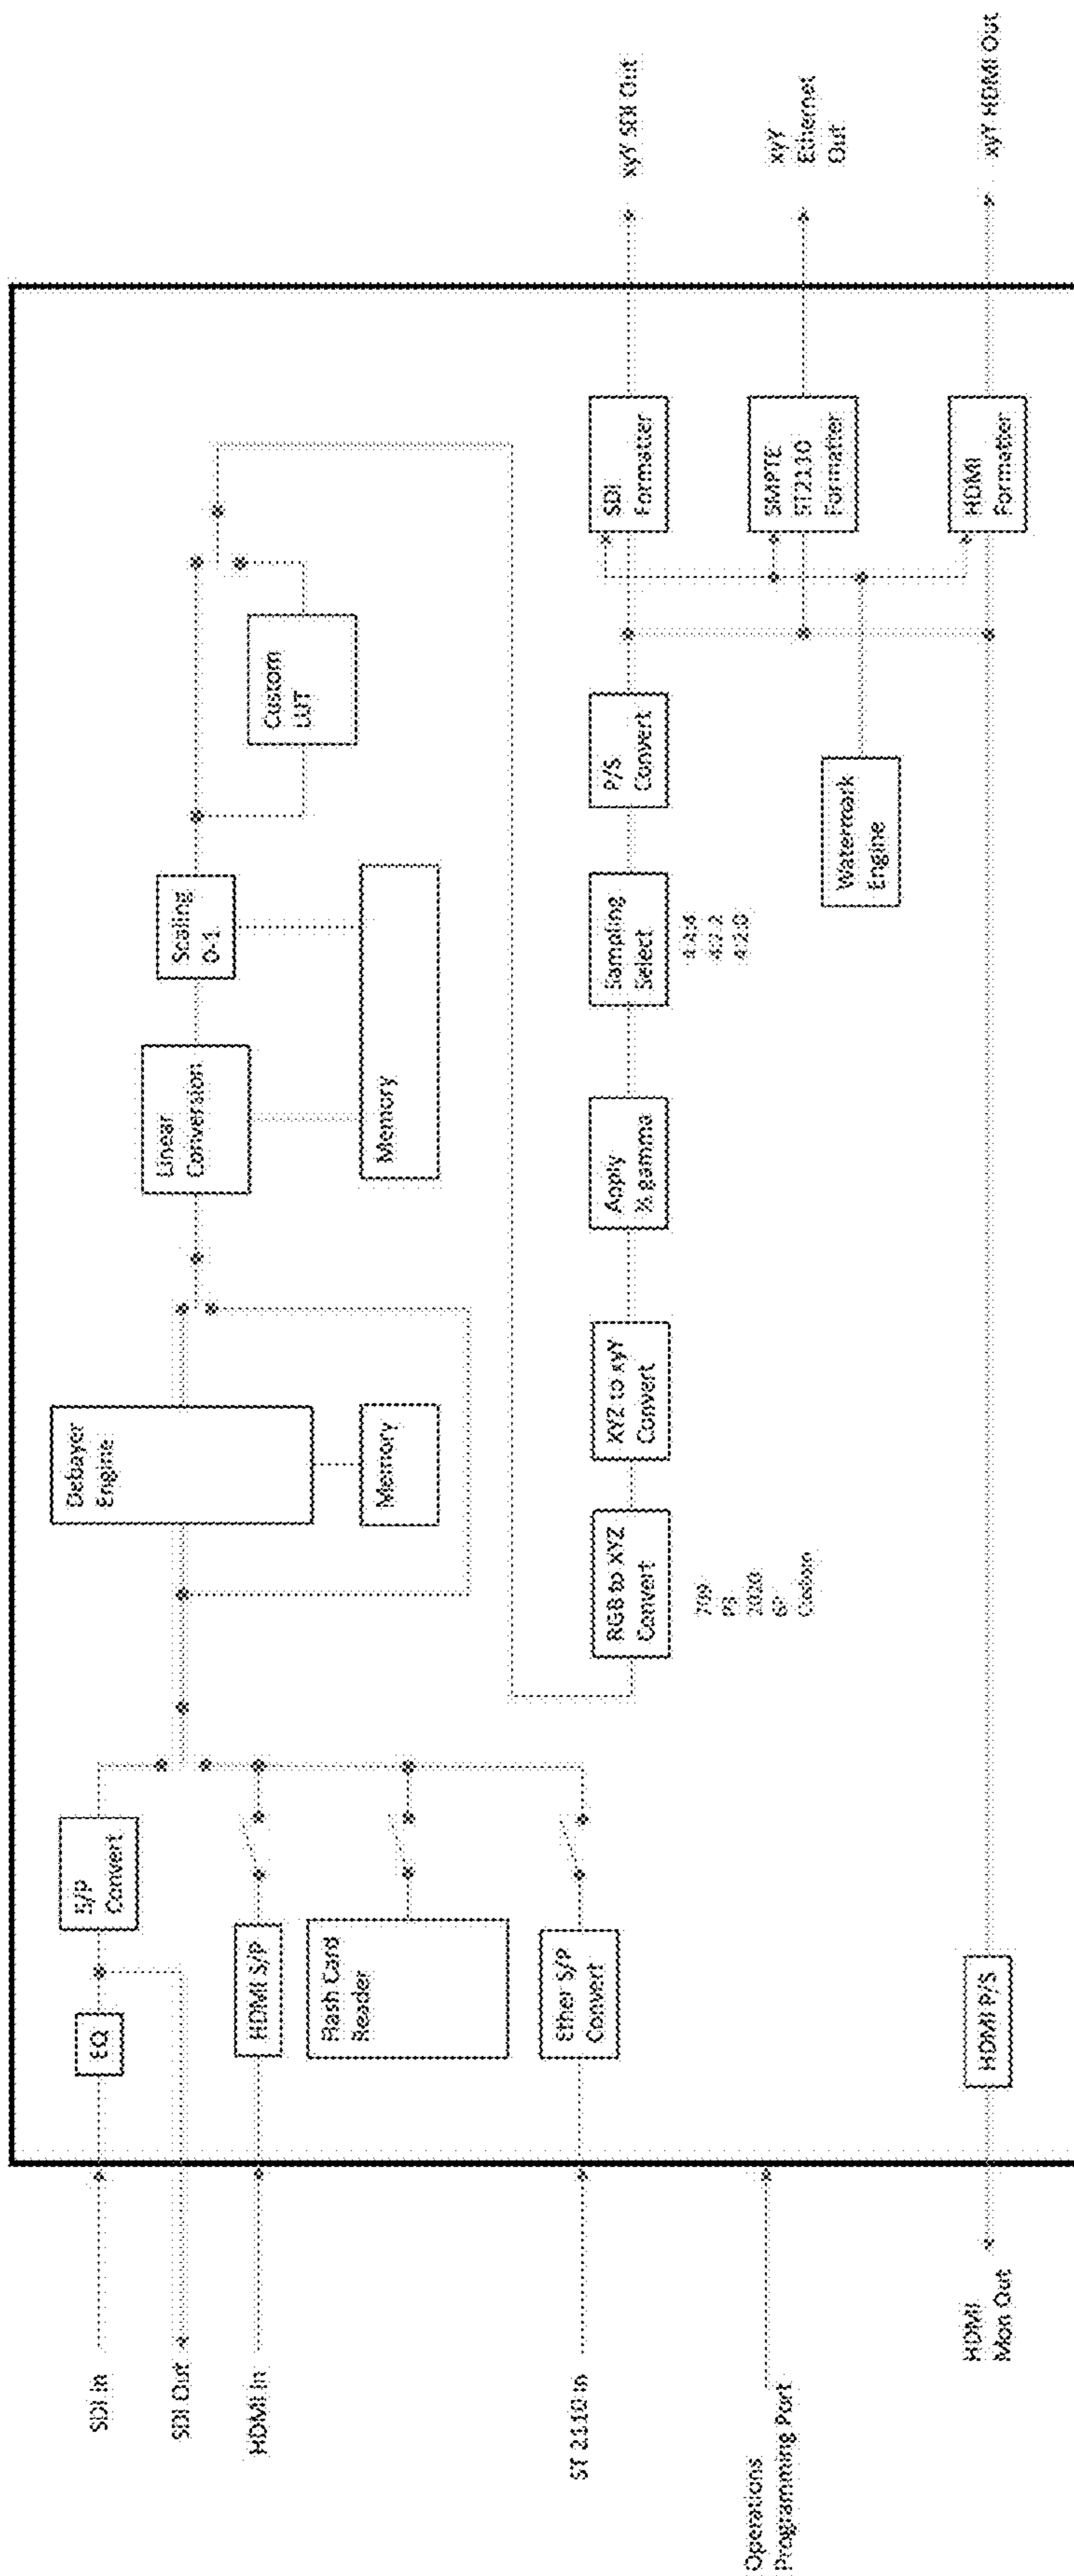 SDI In
SDI Out
HDMI In
ST 2110 In
Operations
Programming Port
HDMI
Mon Out
EQ
S/P
Convert
HDMI S/P
Flash Card
Reader
Ether S/P
Convert
HDMI P/S
Debayer
Engine
Memory
Linear
Conversion
Scaling
0-1
Memory
Custom
LUT
RGB to XYZ
Convert
709
P3
2020
6P
Custom
XYZ to xyY
Convert
Apply
½ gamma
Sampling
Select
4:4:4
4:2:2
4:2:0
P/S
Convert
Watermark
Engine
SDI
Formatter
SMPTE
ST2110
Formatter
HDMI
Formatter
xyY SDI Out
xyY
Ethernet
Out
xyY HDMI Out